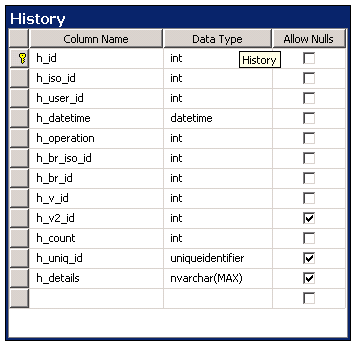 History
Column Name Data Type Allow Nulls
h_id int
History
h_iso_id int
h_user_id int
h_datetime datetime
h_operation int
h_br_iso_id int
h_br_id int
h_v_id int
h_v2_id int
h_count int
h_uniq_id uniqueidentifier
h_details nvarchar(MAX)